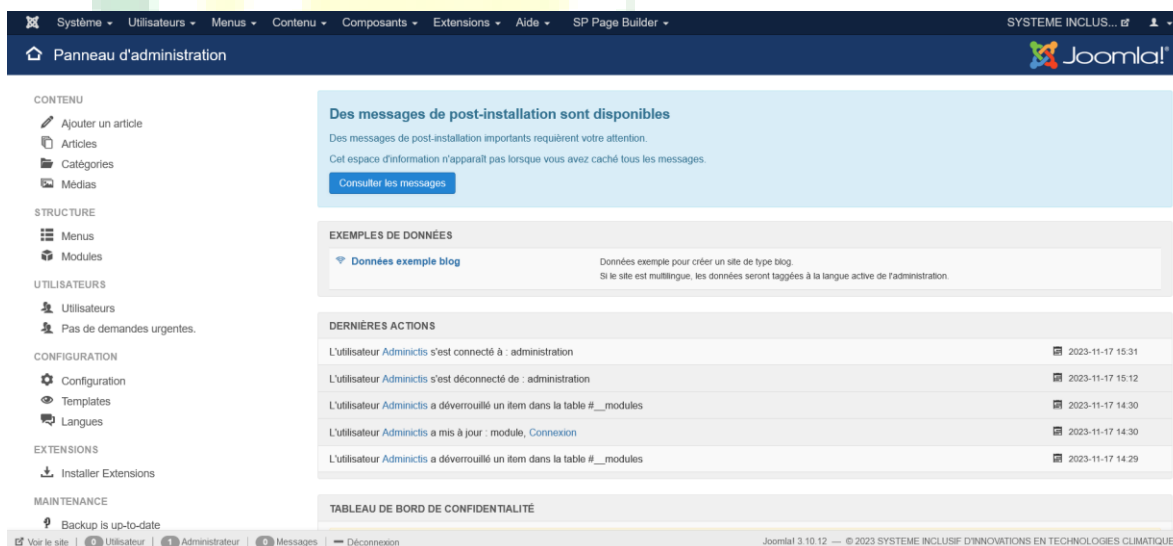 Système Utilisateurs Menus Contenu Composants Extensions Aide SP Page Builder SYSTEME INCLUS...
Panneau d'administration Joomla!®
CONTENU
Ajouter un article
Articles
Catégories
Médias
STRUCTURE
Menus
Modules
UTILISATEURS
Utilisateurs
Pas de demandes urgentes.
CONFIGURATION
Configuration
Templates
Langues
EXTENSIONS
Installer Extensions
MAINTENANCE
Backup is up-to-date
Des messages de post-installation sont disponibles
Des messages de post-installation importants requièrent votre attention.
Cet espace d'information n'apparaît pas lorsque vous avez caché tous les messages.
Consulter les messages
EXEMPLES DE DONNÉES
Données exemple blog Données exemple pour créer un site de type blog.
Si le site est multilingue, les données seront taggées à la langue active de l'administration.
DERNIÈRES ACTIONS
L'utilisateur Adminictis s'est connecté à : administration 2023-11-17 15:31
L'utilisateur Adminictis s'est déconnecté de : administration 2023-11-17 15:12
L'utilisateur Adminictis a déverrouillé un item dans la table #__modules 2023-11-17 14:30
L'utilisateur Adminictis a mis à jour : module, Connexion 2023-11-17 14:30
L'utilisateur Adminictis a déverrouillé un item dans la table #__modules 2023-11-17 14:29
TABLEAU DE BORD DE CONFIDENTIALITÉ
Voir le site | 0 Utilisateur | 1 Administrateur | 0 Messages | Déconnexion Joomla! 3.10.12 — © 2023 SYSTEME INCLUSIF D'INNOVATIONS EN TECHNOLOGIES CLIMATIQUE